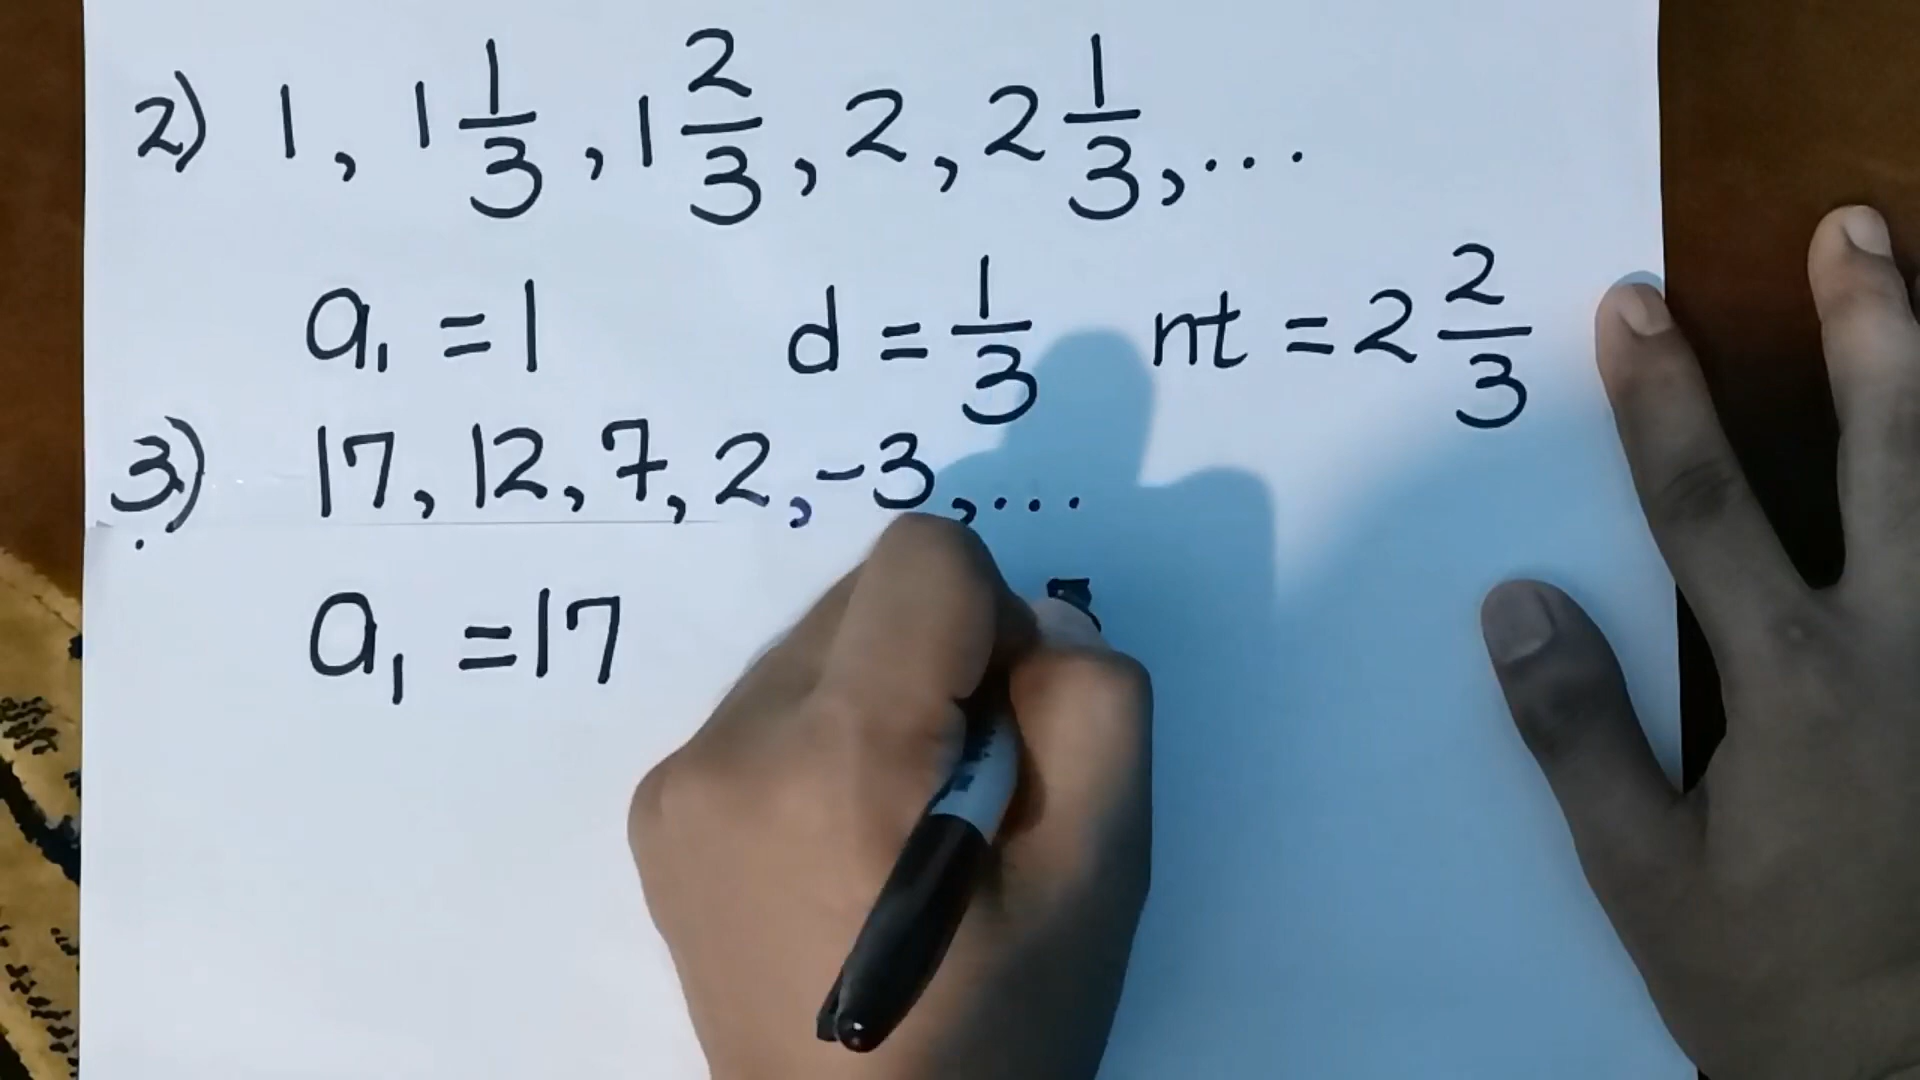 2) 1, 1 1/3, 1 2/3, 2, 2 1/3, ...
a₁ = 1 d = 1/3 nt = 2 2/3
3) 17, 12, 7, 2, -3, ...
a₁ = 17